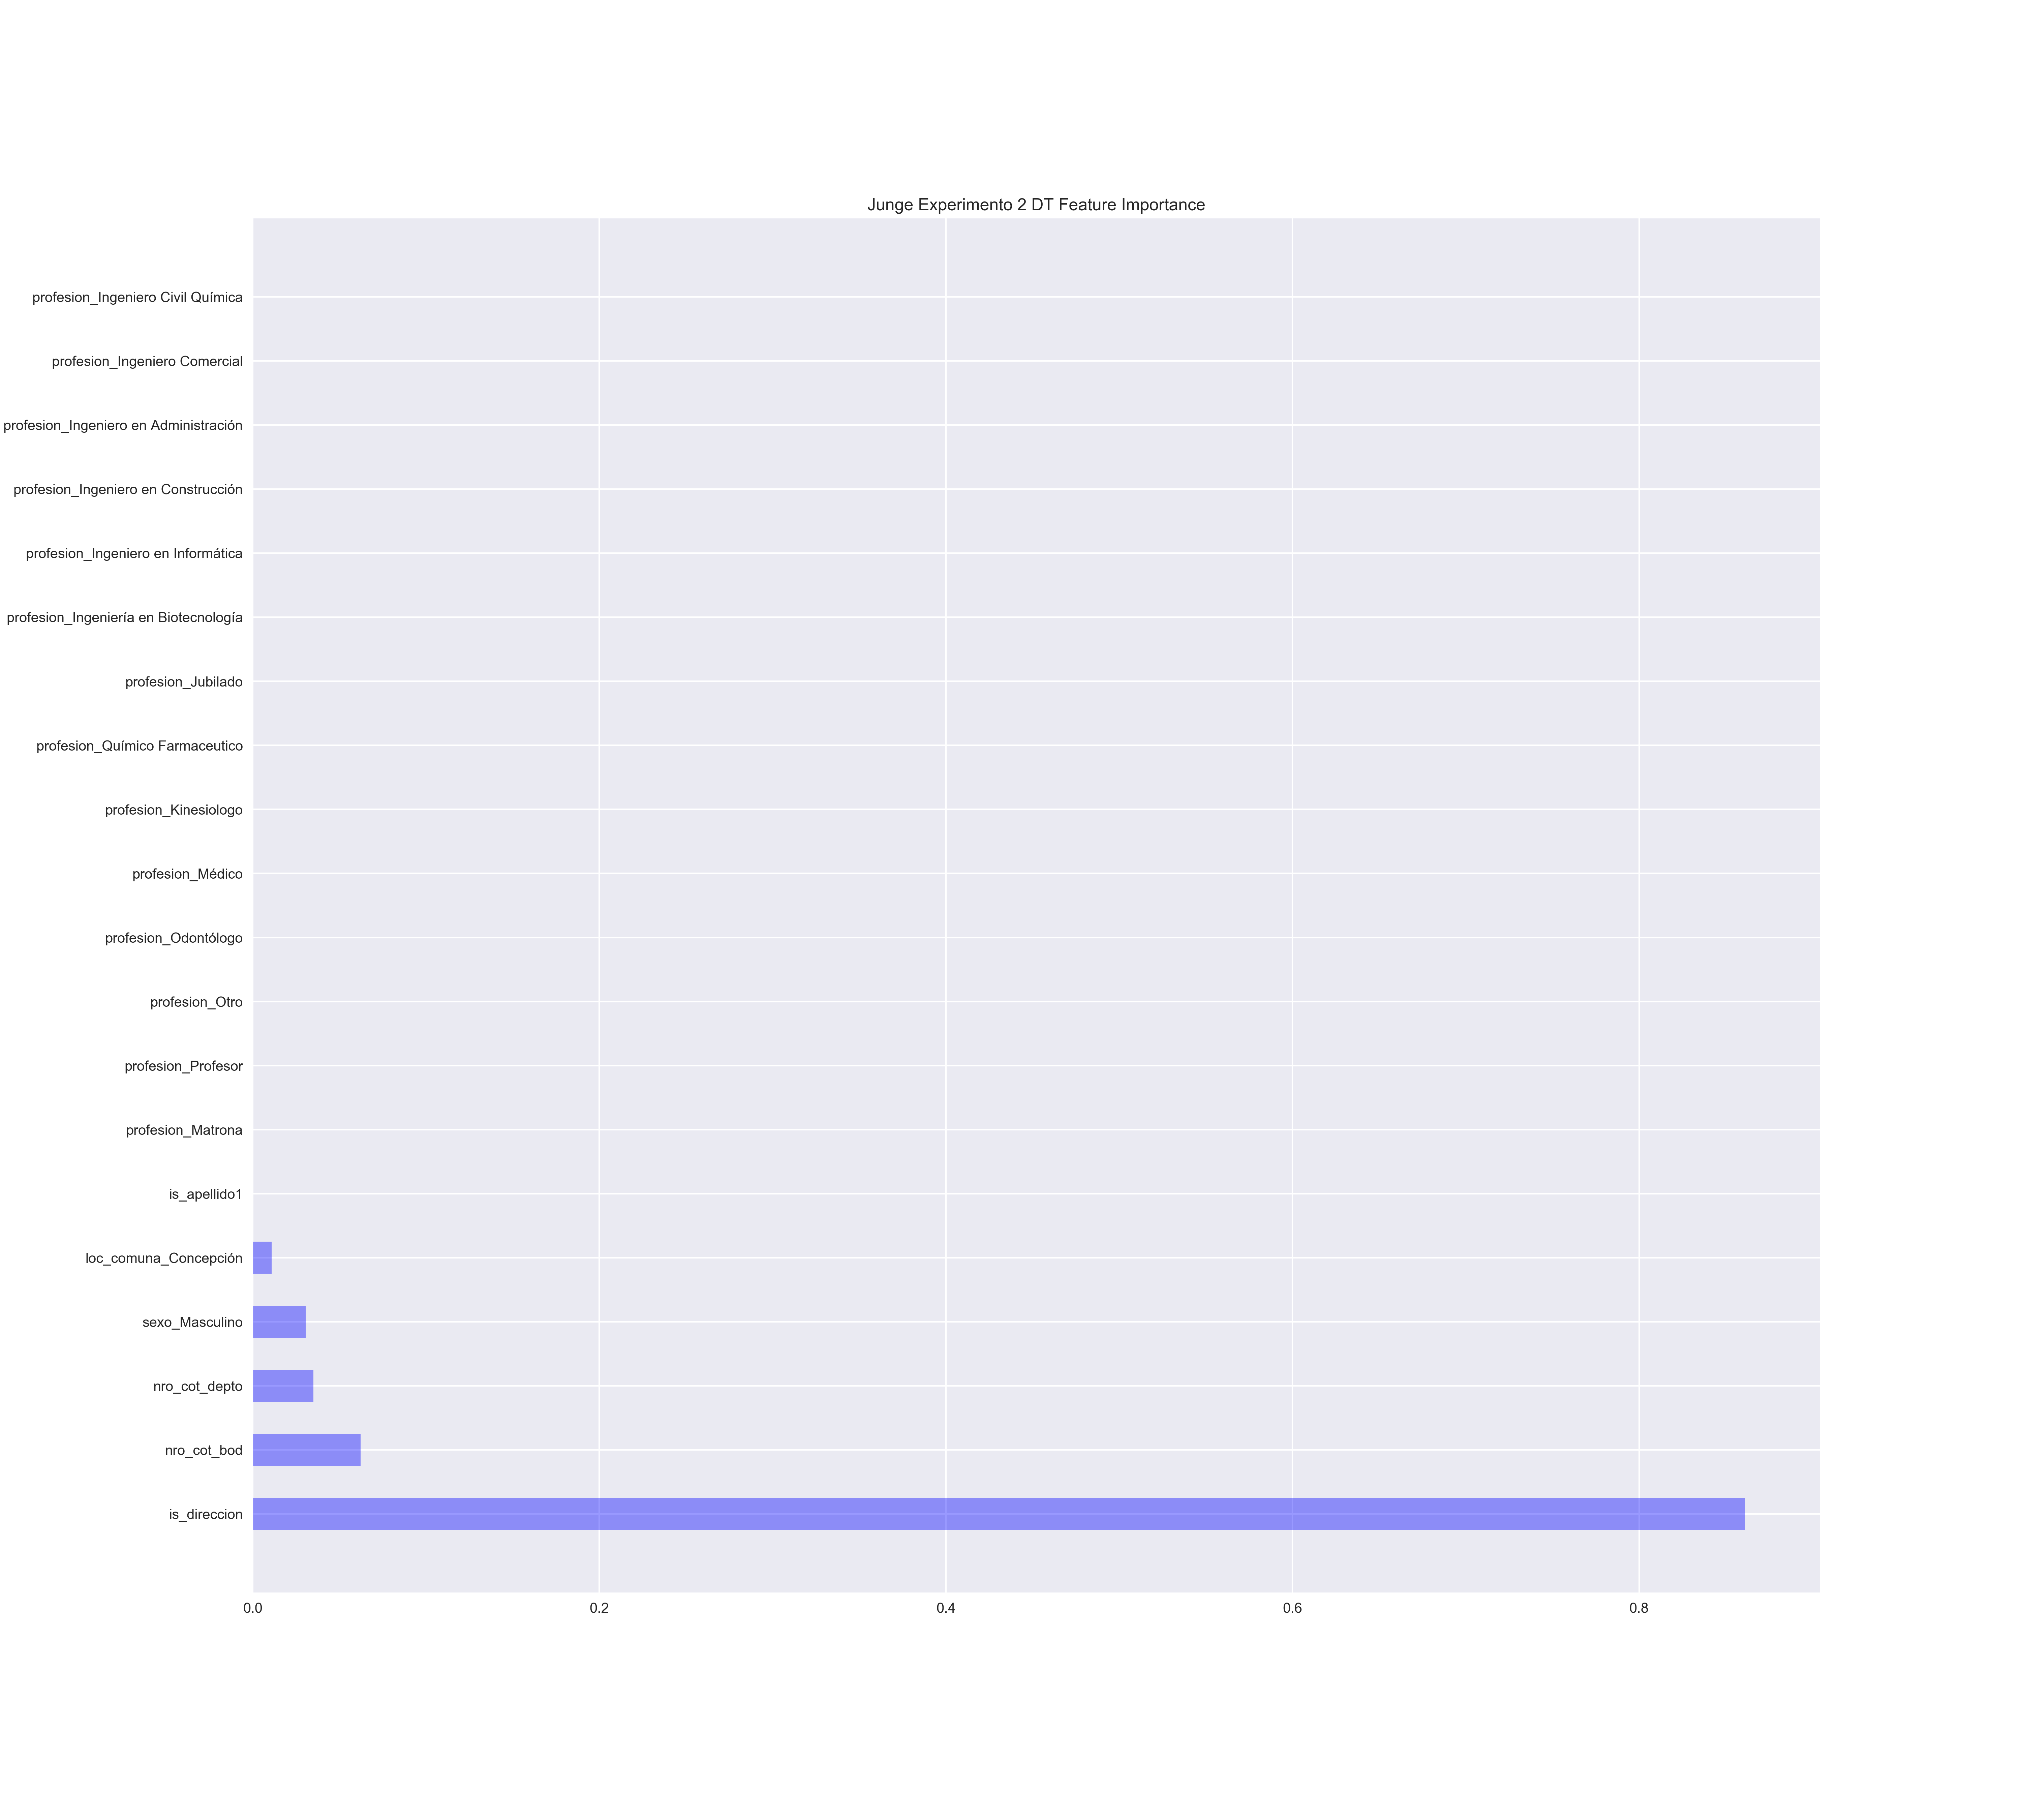 Junge Experimento 2 DT Feature Importance
profesion_Ingeniero Civil Química
profesion_Ingeniero Comercial
profesion_Ingeniero en Administración
profesion_Ingeniero en Construcción
profesion_Ingeniero en Informática
profesion_Ingeniería en Biotecnología
profesion_Jubilado
profesion_Químico Farmaceutico
profesion_Kinesiologo
profesion_Médico
profesion_Odontólogo
profesion_Otro
profesion_Profesor
profesion_Matrona
is_apellido1
loc_comuna_Concepción
sexo_Masculino
nro_cot_depto
nro_cot_bod
is_direccion
0.0 0.2 0.4 0.6 0.8